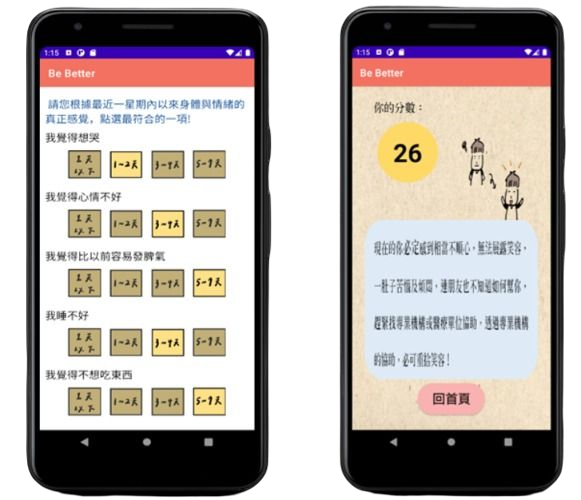 1:15
Be Better
請您根據最近一星期內以來身體與情緒的
真正感覺，點選最符合的一項!
我覺得想哭
1天
以下
1~2天
3~4天
5~7天
我覺得心情不好
1天
以下
1~2天
3~4天
5~7天
我覺得比以前容易發脾氣
1天
以下
1~2天
3~4天
5~7天
我睡不好
1天
以下
1~2天
3~4天
5~7天
我覺得不想吃東西
1天
以下
1~2天
3~4天
5~7天
1:15
Be Better
你的分數：
26
現在的你必定感到相當不順心，無法展露笑容，
一肚子苦惱及煩悶，連朋友也不知道如何幫你，
趕緊找專業機構或醫療單位協助，透過專業機構
的協助，必可重拾笑容！
回首頁